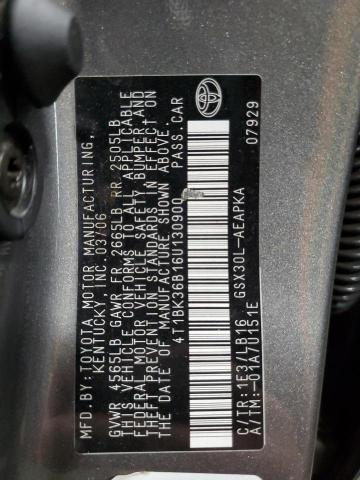 MFD.BY:TOYOTA MOTOR MANUFACTURING,
KENTUCKY, INC. 03/06
GVWR 4565LB GAWR FR 2665LB RR 2505LB
THIS VEHICLE CONFORMS TO ALL APPLICABLE
FEDERAL MOTOR VEHICLE SAFETY, BUMPER, AND
THEFT PREVENTION STANDARDS IN EFFECT ON
THE DATE OF MANUFACTURE SHOWN ABOVE.
4T1BK36B16U130900 PASS.CAR
C/TR:1E3/LB16 GSX30L-AEAPKA
A/TM:-01A/U151E 07929